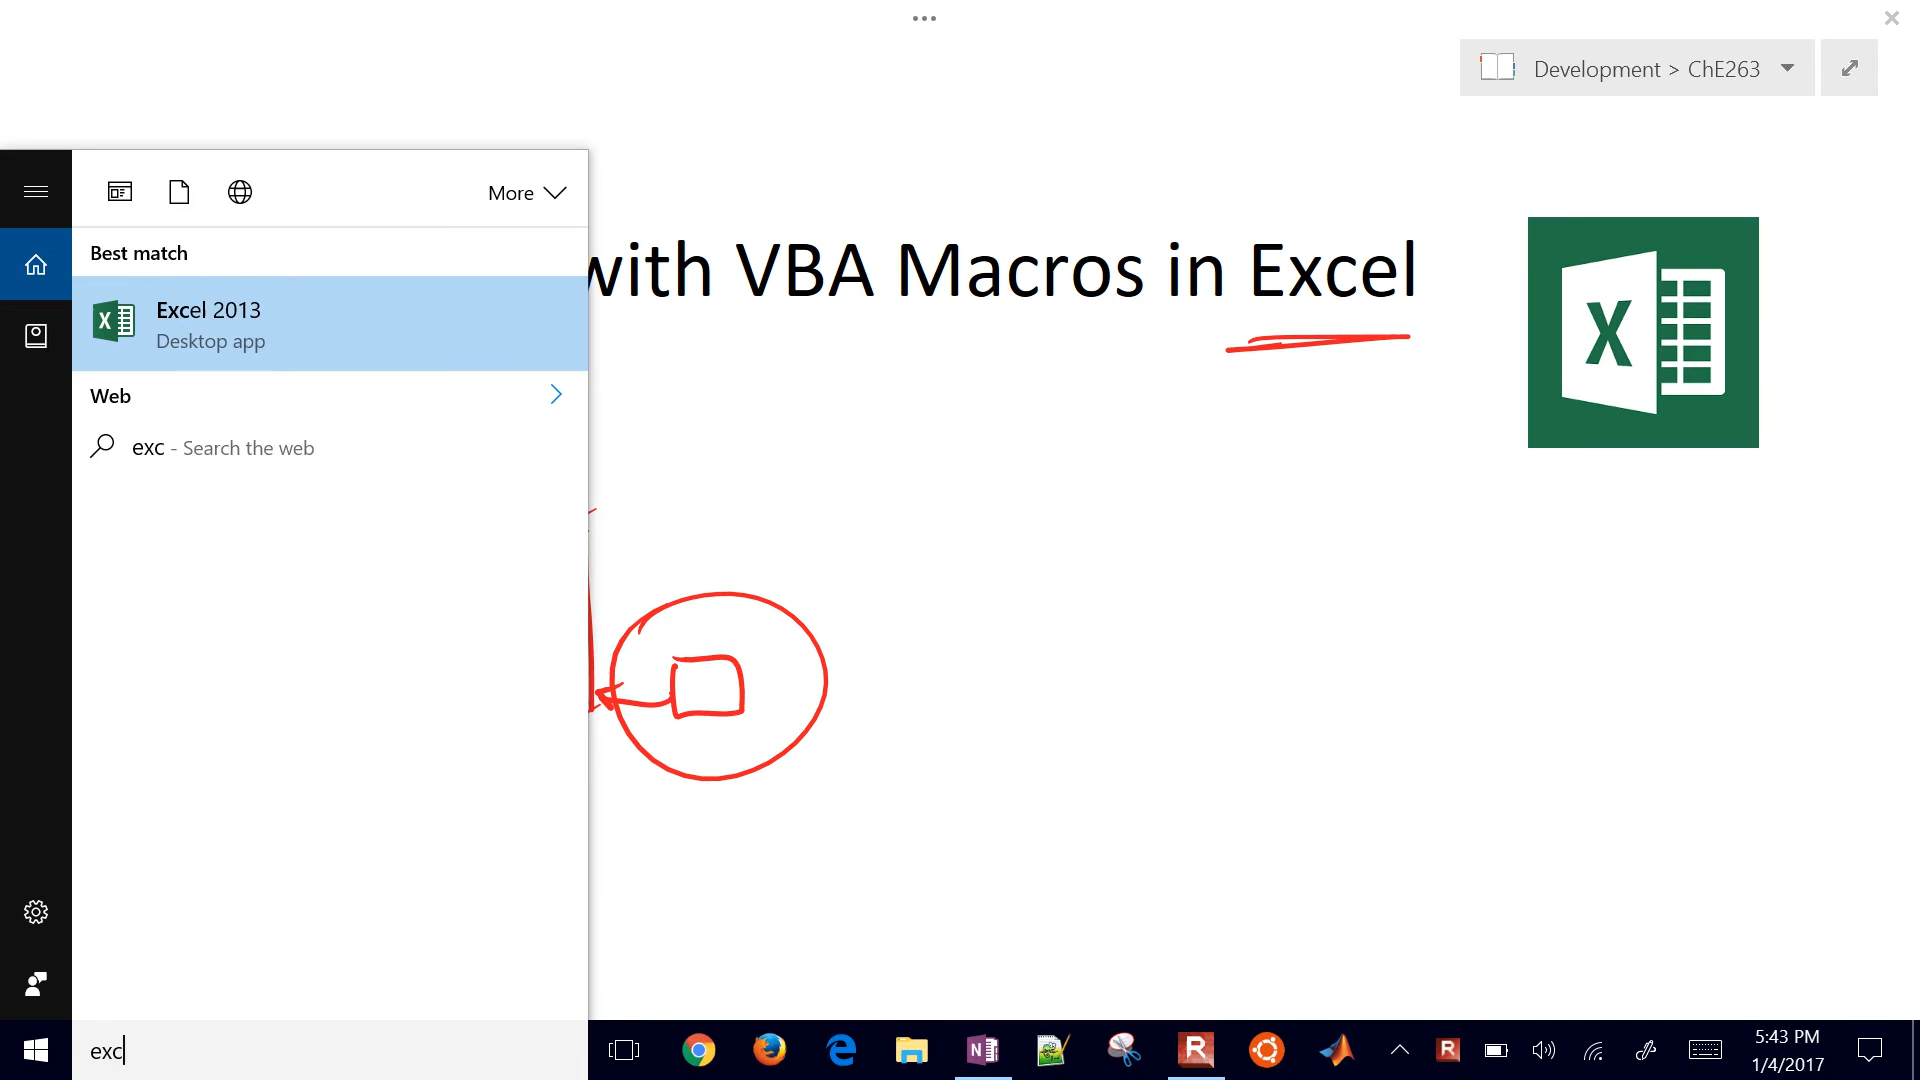 Development > ChE263
More
Best match
Excel 2013
Desktop app
Web
exc - Search the web
with VBA Macros in Excel
exc
5:43 PM
1/4/2017